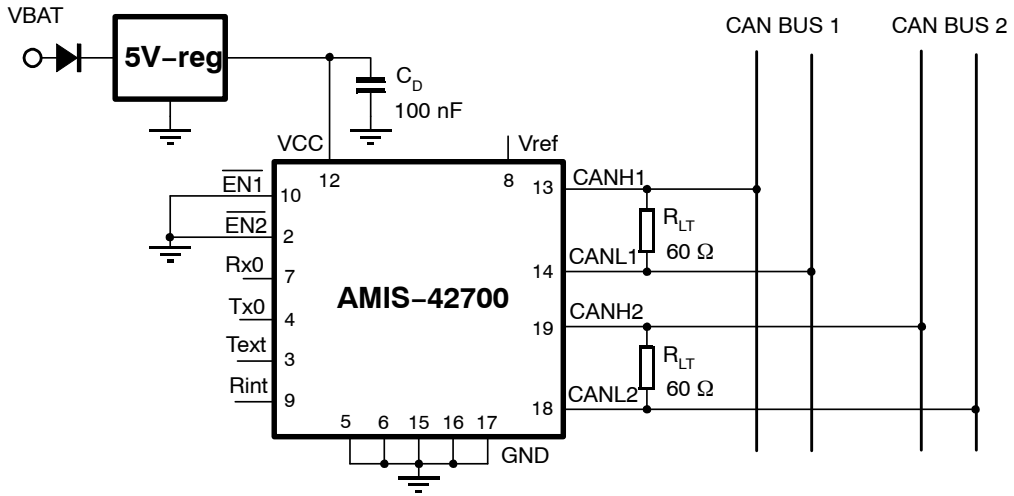 VBAT
CAN BUS 1
CAN BUS 2
5V−reg
C_D
100 nF
VCC
Vref
12
8
EN1
10
EN2
2
Rx0
7
Tx0
4
Text
3
Rint
9
AMIS−42700
13
CANH1
R_LT
60 Ω
14
CANL1
19
CANH2
R_LT
60 Ω
18
CANL2
5 6 15 16 17
GND